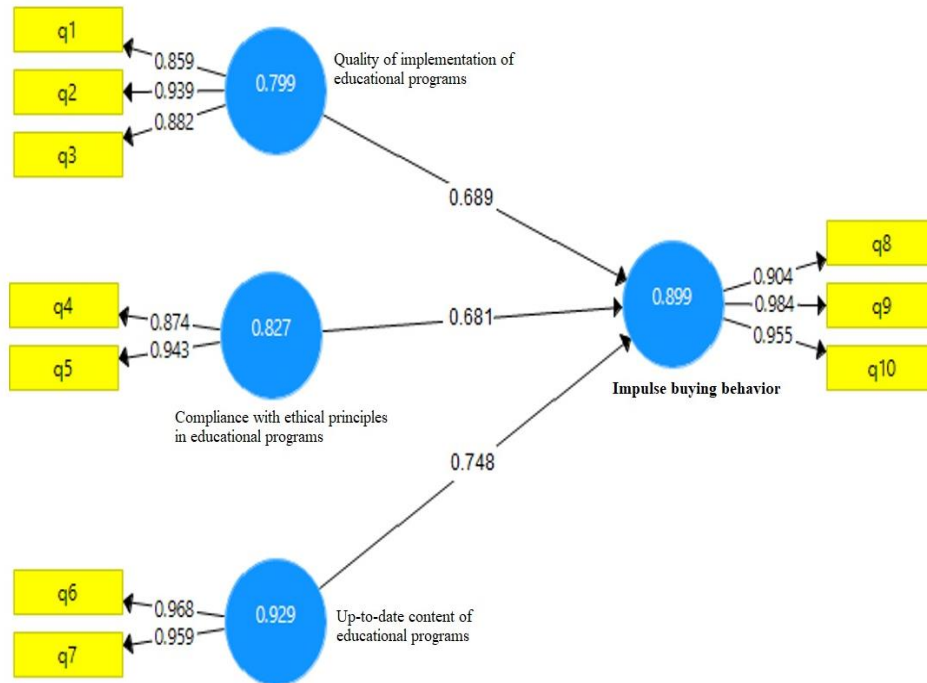 q1
0.859
q2
0.939
0.882
q3
0.799
Quality of implementation of
educational programs
0.689
q4
0.874
q5
0.943
0.827
Compliance with ethical principles
in educational programs
0.681
0.899
Impulse buying behavior
q8
0.904
q9
0.984
0.955
q10
0.748
q6
0.968
0.959
q7
0.929
Up-to-date content of
educational programs